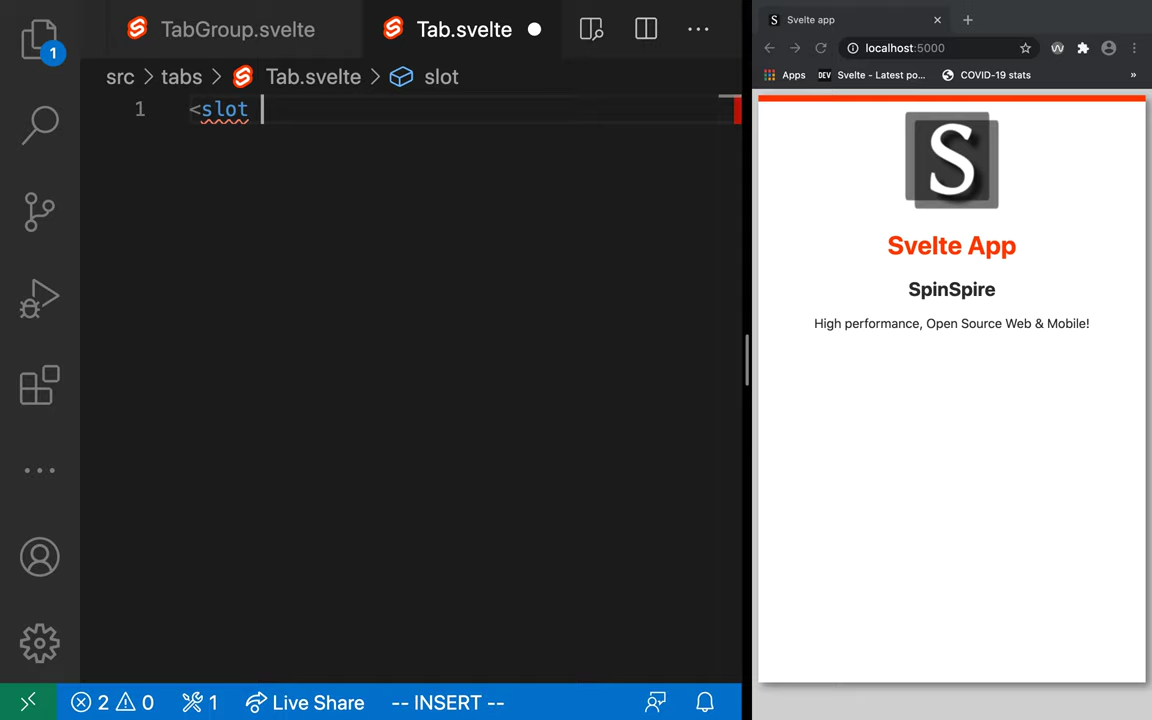 1
TabGroup.svelte
Tab.svelte
src > tabs > Tab.svelte > slot
1 <slot
2 0 1 Live Share -- INSERT --
S Svelte app
localhost:5000
Apps DEV Svelte - Latest po... COVID-19 stats »
S
Svelte App
SpinSpire
High performance, Open Source Web & Mobile!